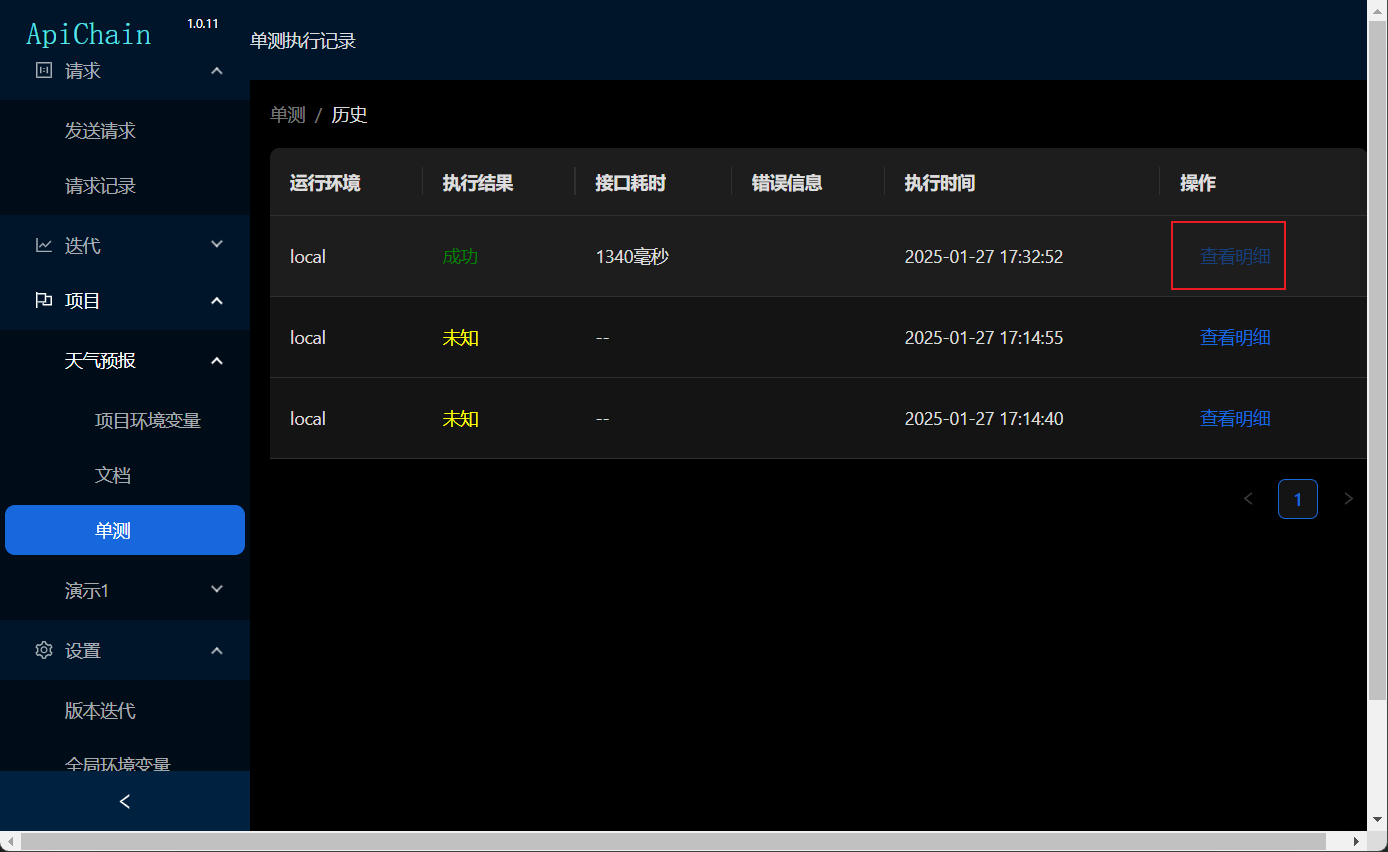 ApiChain 1.0.11
单测执行记录
请求
发送请求
请求记录
迭代
项目
天气预报
项目环境变量
文档
单测
演示1
设置
版本迭代
全局环境变量
单测 / 历史
运行环境 执行结果 接口耗时 错误信息 执行时间 操作
local 成功 1340毫秒 2025-01-27 17:32:52 查看明细
local 未知 -- 2025-01-27 17:14:55 查看明细
local 未知 -- 2025-01-27 17:14:40 查看明细
< 1 >
<